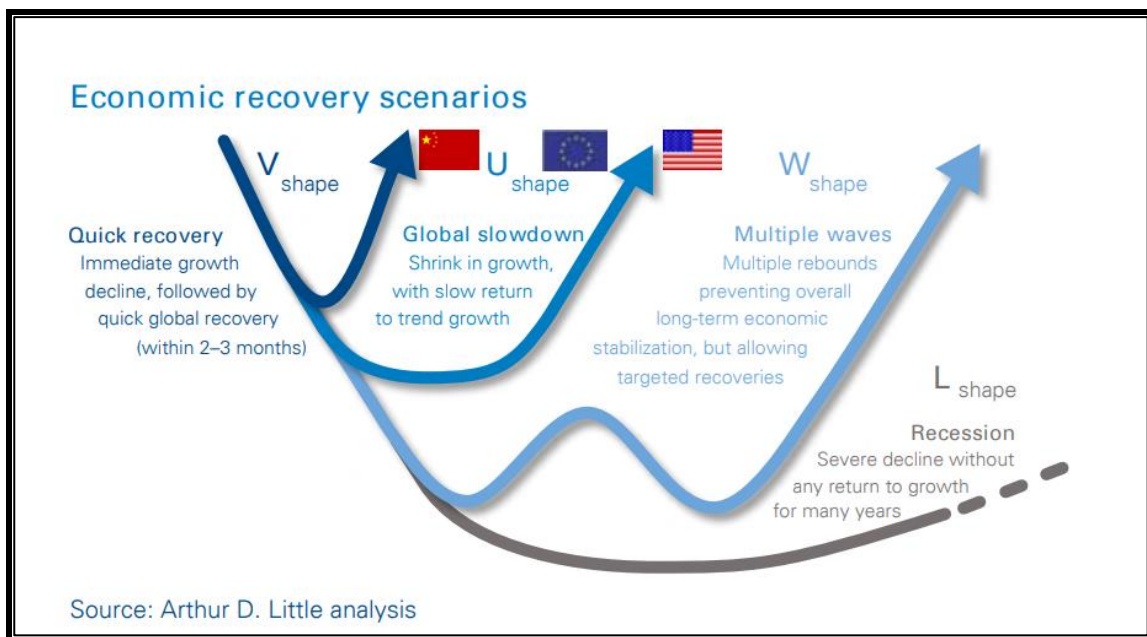 Economic recovery scenarios
V shape
U shape
W shape
Quick recovery
Immediate growth
decline, followed by
quick global recovery
(within 2–3 months)
Global slowdown
Shrink in growth,
with slow return
to trend growth
Multiple waves
Multiple rebounds
preventing overall
long-term economic
stabilization, but allowing
targeted recoveries
L shape
Recession
Severe decline without
any return to growth
for many years
Source: Arthur D. Little analysis